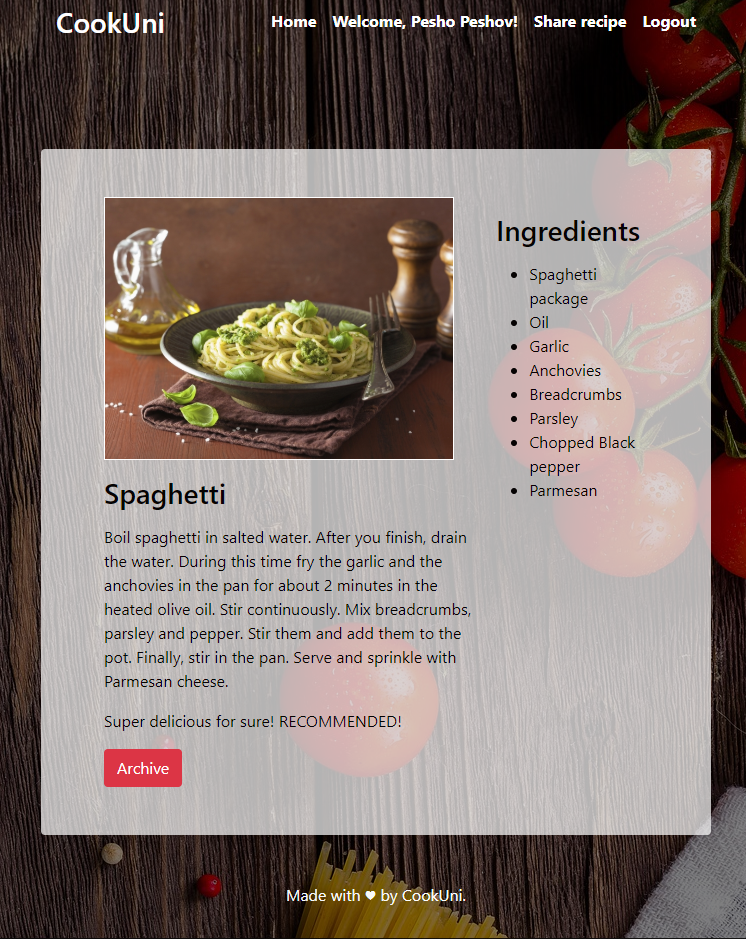 CookUni
Home Welcome, Pesho Peshov! Share recipe Logout
Spaghetti
Boil spaghetti in salted water. After you finish, drain
the water. During this time fry the garlic and the
anchovies in the pan for about 2 minutes in the
heated olive oil. Stir continuously. Mix breadcrumbs,
parsley and pepper. Stir them and add them to the
pot. Finally, stir in the pan. Serve and sprinkle with
Parmesan cheese.
Super delicious for sure! RECOMMENDED!
Archive
Ingredients
Spaghetti
package
Oil
Garlic
Anchovies
Breadcrumbs
Parsley
Chopped Black
pepper
Parmesan
Made with ♥ by CookUni.